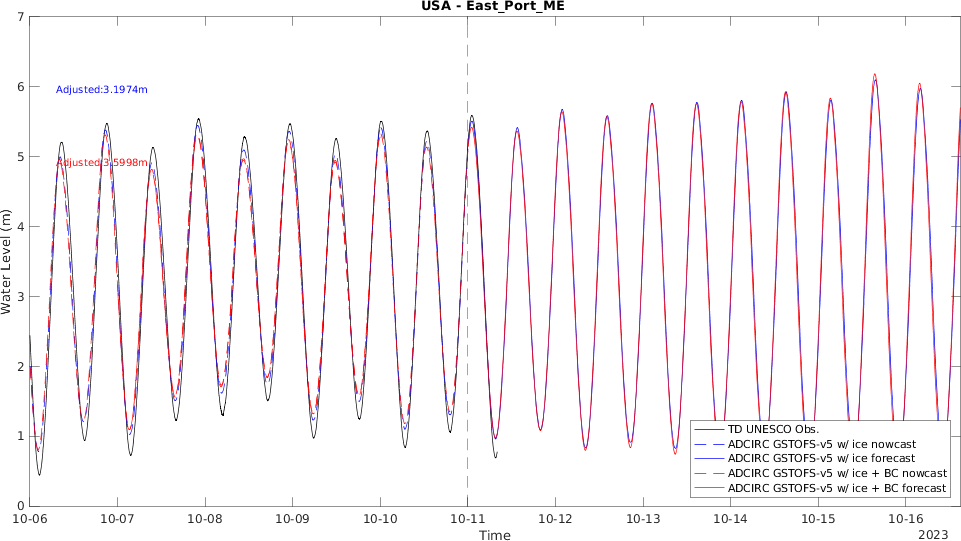 USA - East_Port_ME
7
6
5
4
3
2
1
0
Water Level (m)
Adjusted:3.1974m
Adjusted:3.5998m
TD UNESCO Obs.
ADCIRC GSTOFS-v5 w/ ice nowcast
ADCIRC GSTOFS-v5 w/ ice forecast
ADCIRC GSTOFS-v5 w/ ice + BC nowcast
ADCIRC GSTOFS-v5 w/ ice + BC forecast
10-06 10-07 10-08 10-09 10-10 10-11 10-12 10-13 10-14 10-15 10-16
Time
2023